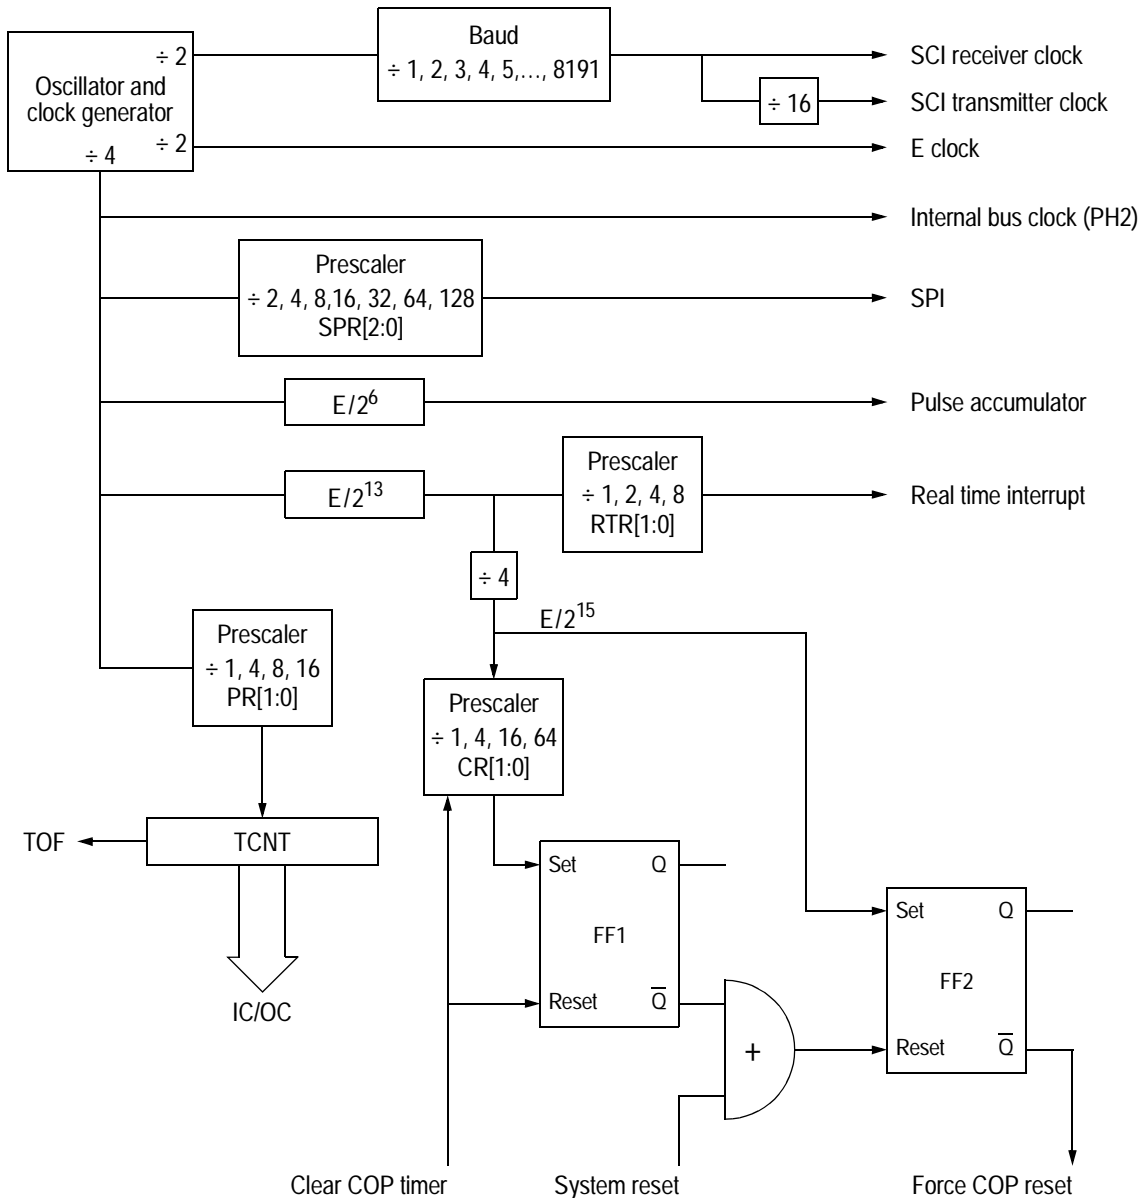 Oscillator and
clock generator
÷ 2
÷ 2
÷ 4
Baud
÷ 1, 2, 3, 4, 5,…, 8191
SCI receiver clock
÷ 16
SCI transmitter clock
E clock
Internal bus clock (PH2)
Prescaler
÷ 2, 4, 8,16, 32, 64, 128
SPR[2:0]
SPI
E/2⁶
Pulse accumulator
E/2¹³
Prescaler
÷ 1, 2, 4, 8
RTR[1:0]
Real time interrupt
÷ 4
E/2¹⁵
Prescaler
÷ 1, 4, 8, 16
PR[1:0]
Prescaler
÷ 1, 4, 16, 64
CR[1:0]
TOF
TCNT
IC/OC
Set
Q
FF1
Reset
Q̅
Set
Q
FF2
Reset
Q̅
+
Clear COP timer
System reset
Force COP reset